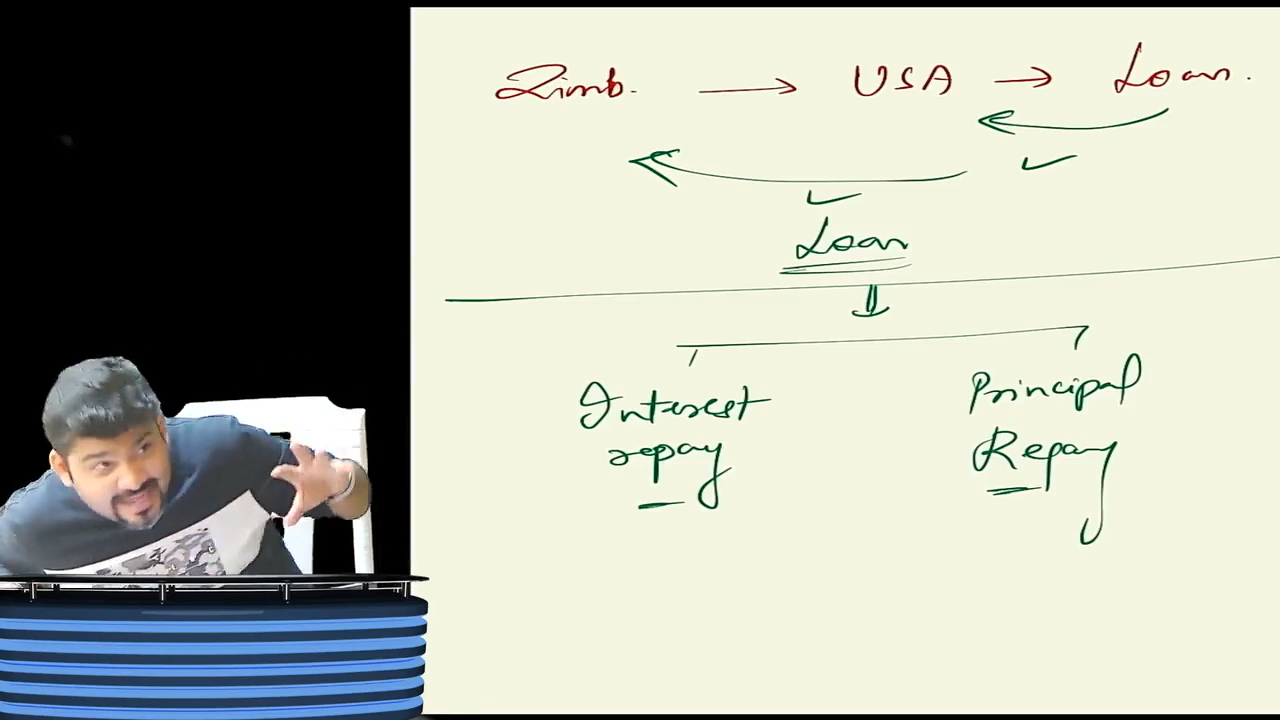 Zimb. → USA → Loan.
Loan
Interest Principal
repay Repay